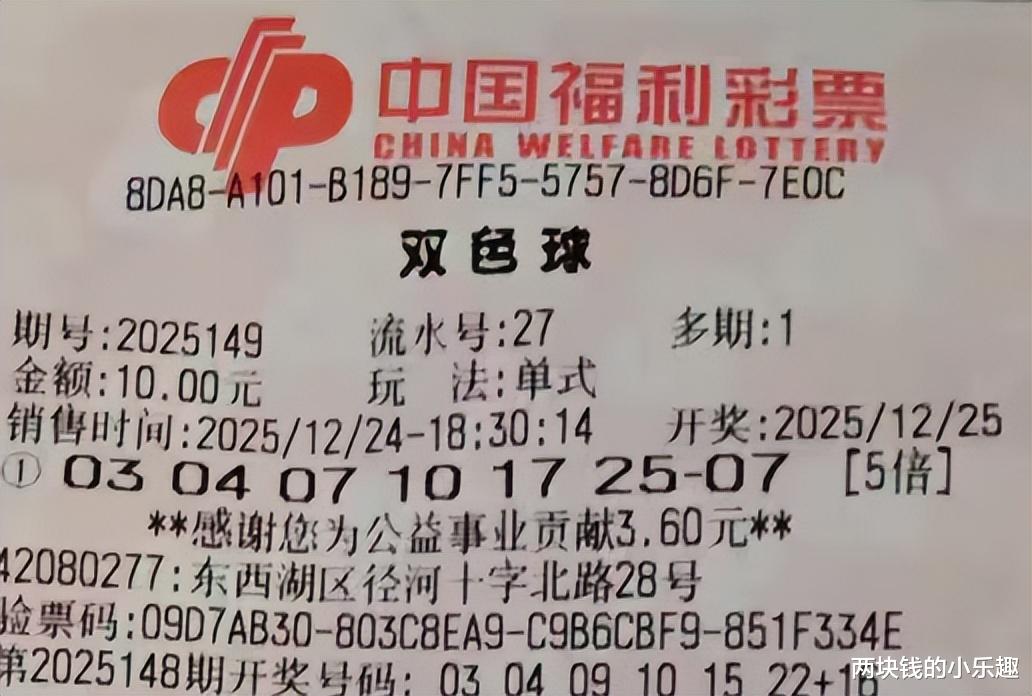 中国福利彩票
CHINA WELFARE LOTTERY
8DA8-A101-B189-7FF5-5757-8D6F-7E0C
双色球
期号:2025149 流水号:27 多期:1
金额:10.00元 玩 法:单式
销售时间:2025/12/24-18:30:14 开奖:2025/12/25
① 03 04 07 10 17 25-07 [5倍]
**感谢您为公益事业贡献3.60元**
42080277:东西湖区径河十字北路28号
验票码:09D7AB30-803C8EA9-C9B6CBF9-851F334E
第2025148期开奖号码: 03 04 09 10 15 22+
两块钱的小乐趣